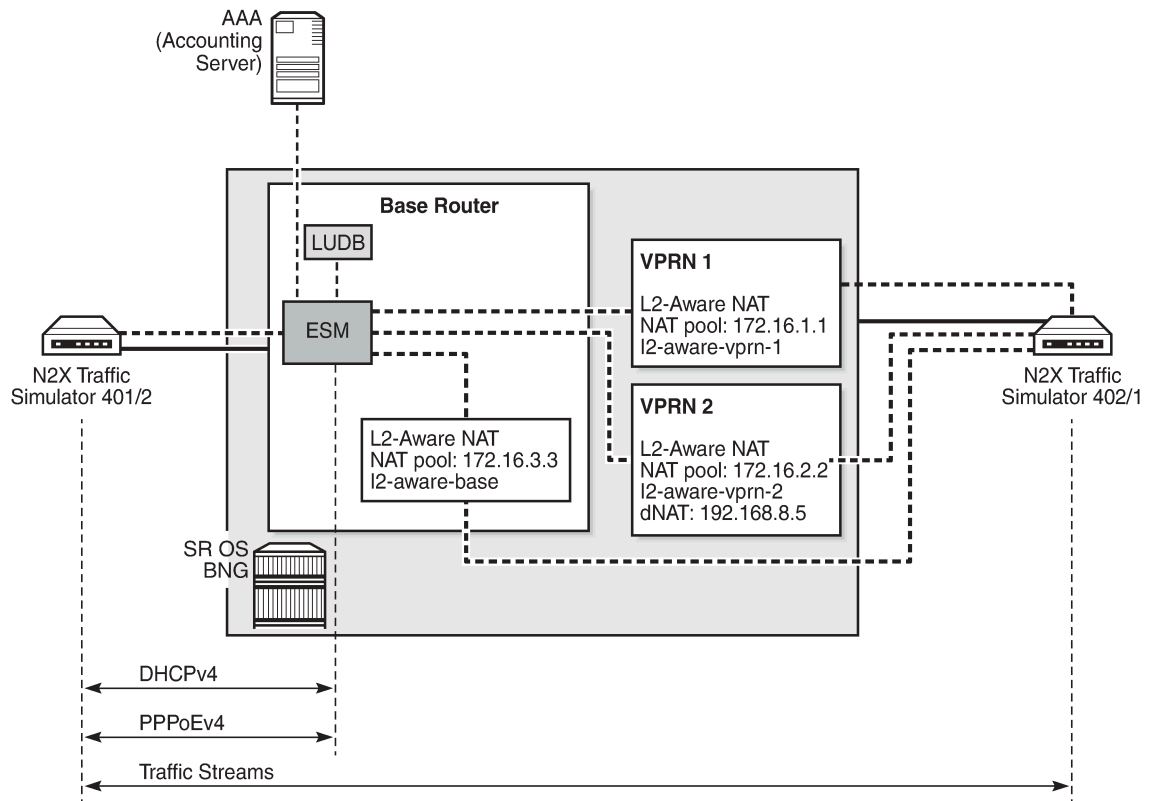 AAA
(Accounting
Server)
Base Router
LUDB
ESM
VPRN 1
L2-Aware NAT
NAT pool: 172.16.1.1
l2-aware-vprn-1
N2X Traffic
Simulator 401/2
N2X Traffic
Simulator 402/1
VPRN 2
L2-Aware NAT
NAT pool: 172.16.2.2
l2-aware-vprn-2
dNAT: 192.168.8.5
L2-Aware NAT
NAT pool: 172.16.3.3
l2-aware-base
SR OS
BNG
DHCPv4
PPPoEv4
Traffic Streams